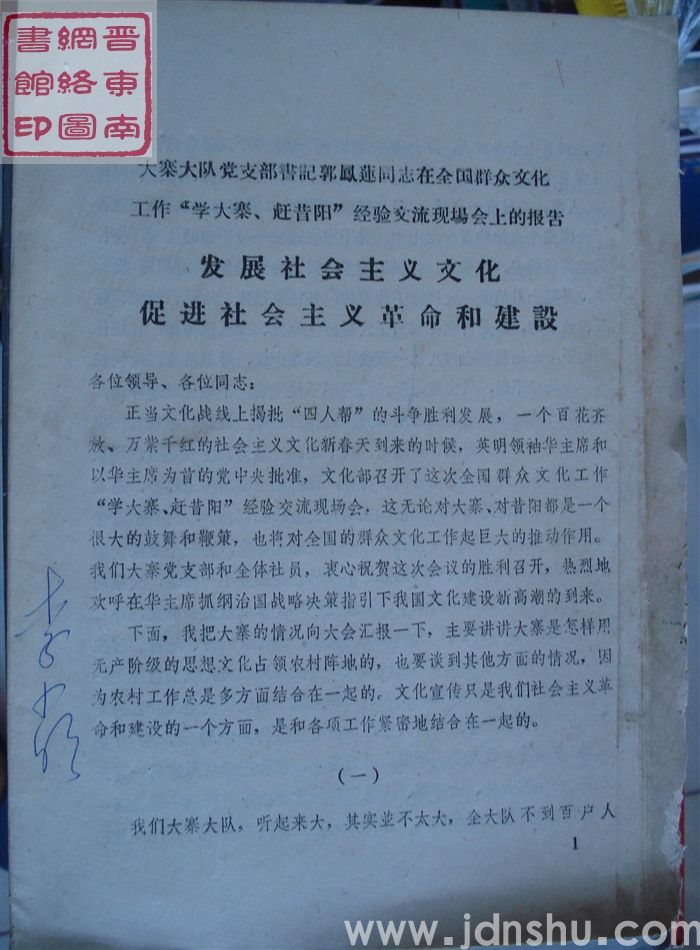 晋东南
网络图
書館印
大寨大队党支部書記郭鳳蓮同志在全国群众文化
工作“学大寨、赶昔阳”经验交流现場会上的报告
发展社会主义文化
促进社会主义革命和建設
各位领导、各位同志：
正当文化战线上揭批“四人帮”的斗争胜利发展，一个百花齐
放、万紫千红的社会主义文化新春天到来的时候，英明领袖华主席和
以华主席为首的党中央批准，文化部召开了这次全国群众文化工作
“学大寨、赶昔阳”经验交流现场会，这无论对大寨、对昔阳都是一个
很大的鼓舞和鞭策，也将对全国的群众文化工作起巨大的推动作用。
我们大寨党支部和全体社员，衷心祝贺这次会议的胜利召开，热烈地
欢呼在华主席抓纲治国战略决策指引下我国文化建设新高潮的到来。
下面，我把大寨的情况向大会汇报一下，主要讲讲大寨是怎样用
无产阶级的思想文化占领农村阵地的，也要谈到其他方面的情况，因
为农村工作总是多方面结合在一起的。文化宣传只是我们社会主义革
命和建设的一个方面，是和各项工作紧密地结合在一起的。
（一）
我们大寨大队，听起来大，其实並不太大，全大队不到百户人
1
www.jdnshu.com